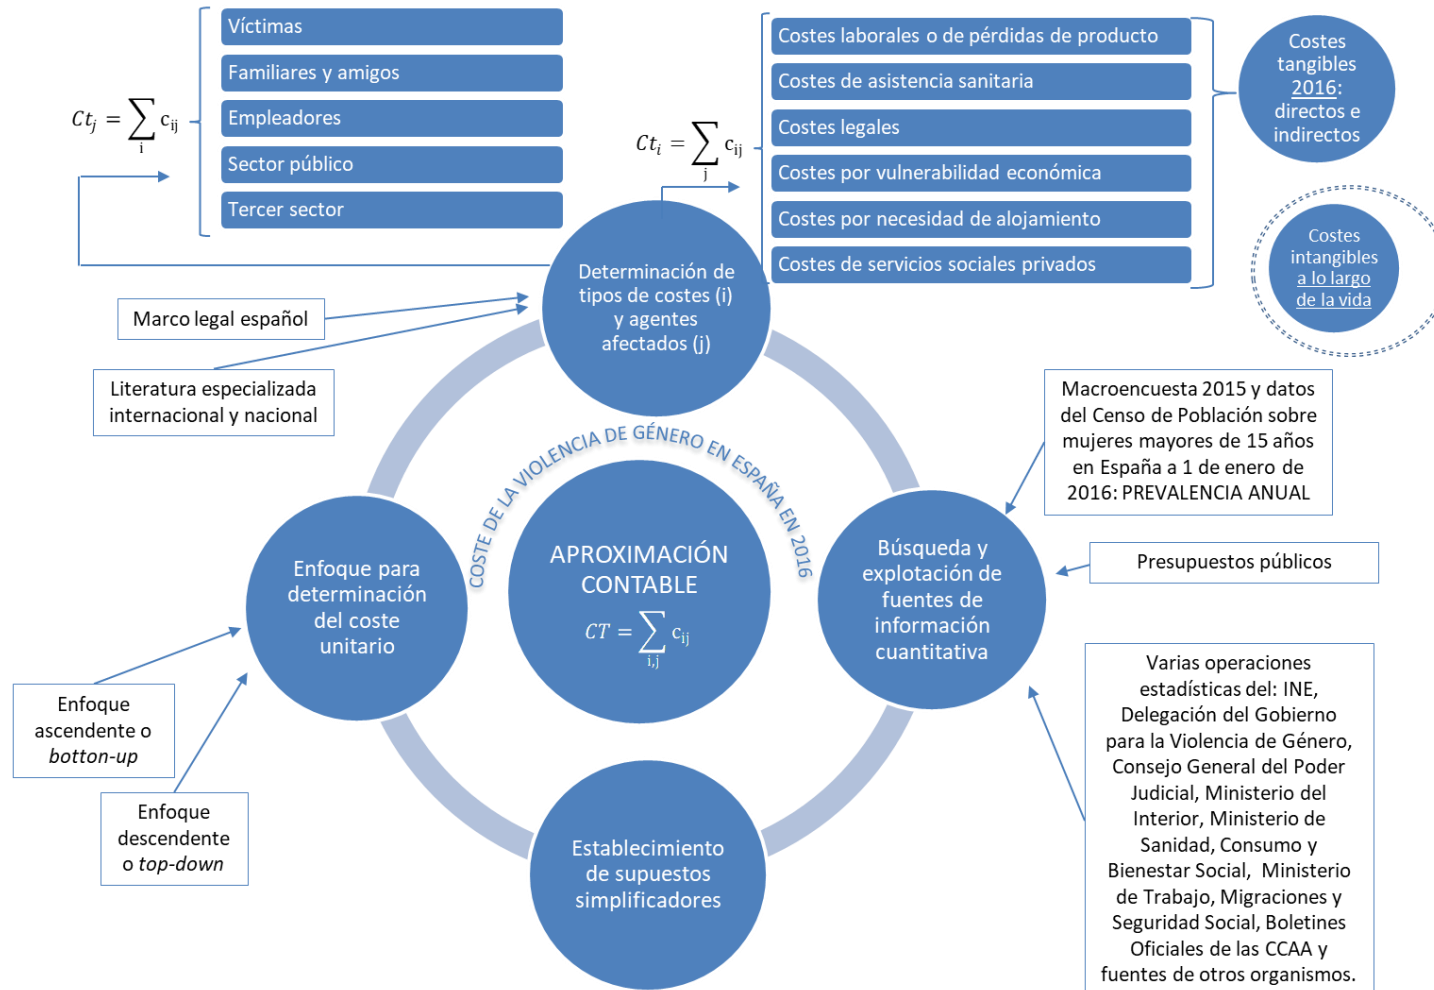 Víctimas
Familiares y amigos
Empleadores
Sector público
Tercer sector
Ct_j = ∑_i c_ij
Ct_i = ∑_j c_ij
Costes laborales o de pérdidas de producto
Costes de asistencia sanitaria
Costes legales
Costes por vulnerabilidad económica
Costes por necesidad de alojamiento
Costes de servicios sociales privados
Costes
tangibles
2016:
directos e
indirectos
Costes
intangibles
a lo largo
de la vida
Determinación de
tipos de costes (i)
y agentes
afectados (j)
Marco legal español
Literatura especializada
internacional y nacional
Macroencuesta 2015 y datos
del Censo de Población sobre
mujeres mayores de 15 años
en España a 1 de enero de
2016: PREVALENCIA ANUAL
COSTE DE LA VIOLENCIA DE GÉNERO EN ESPAÑA EN 2016
APROXIMACIÓN
CONTABLE
CT = ∑_i,j c_ij
Búsqueda y
explotación de
fuentes de
información
cuantitativa
Presupuestos públicos
Enfoque para
determinación
del coste
unitario
Enfoque
ascendente o
botton-up
Enfoque
descendente
o top-down
Establecimiento
de supuestos
simplificadores
Varias operaciones
estadísticas del: INE,
Delegación del Gobierno
para la Violencia de Género,
Consejo General del Poder
Judicial, Ministerio del
Interior, Ministerio de
Sanidad, Consumo y
Bienestar Social, Ministerio
de Trabajo, Migraciones y
Seguridad Social, Boletines
Oficiales de las CCAA y
fuentes de otros organismos.